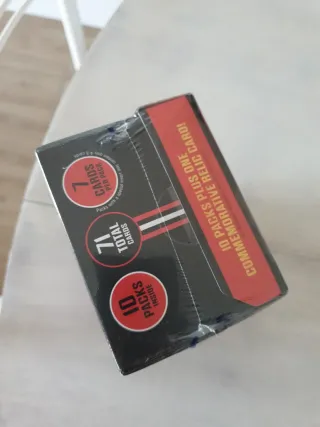 10 PACKS PLUS ONE
COMMEMORATIVE RELIC CARD!
7
CARDS
PER PACK
71
TOTAL
CARDS
10
PACKS
INSIDE